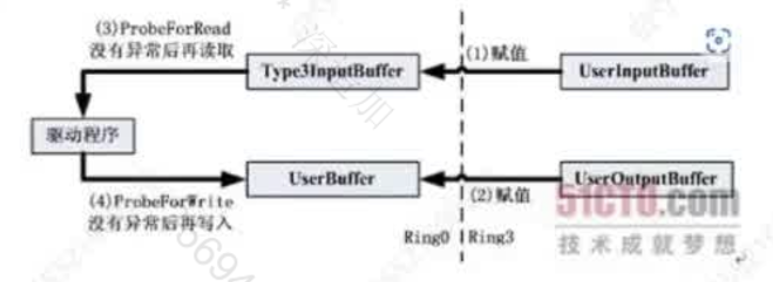 (3)ProbeForRead
没有异常后再读取
Type3InputBuffer
(1)赋值
UserInputBuffer
驱动程序
UserBuffer
UserOutputBuffer
(4)ProbeForWrite
没有异常后再写入
(2)赋值
51CTO.com
Ring0
Ring3
技术成就梦想